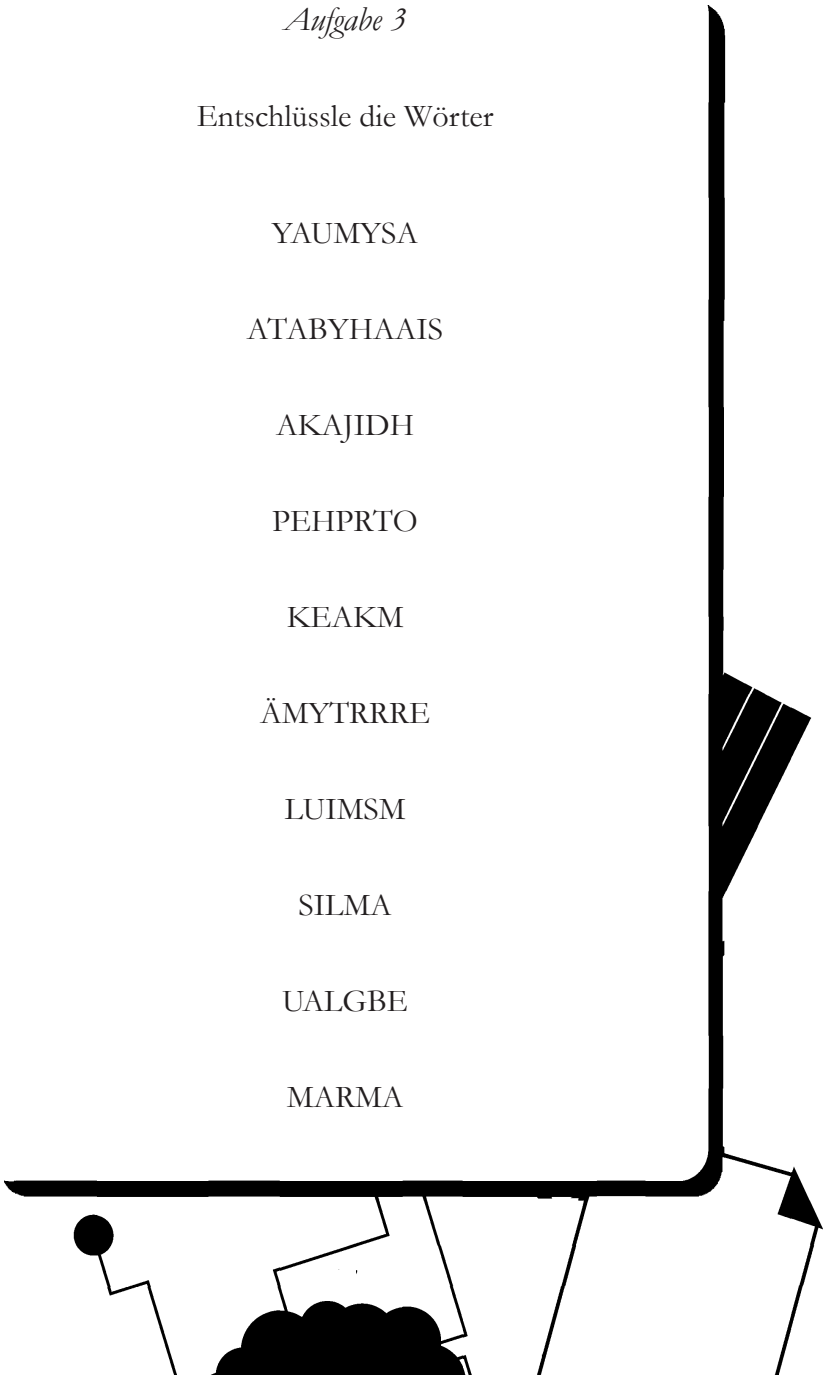 Aufgabe 3
Entschlüssle die Wörter
YAUMYSA
ATABYHAAIS
AKAJIDH
PEHPRTO
KEAKM
ÄMYTRRRE
LUIMSM
SILMA
UALGBE
MARMA